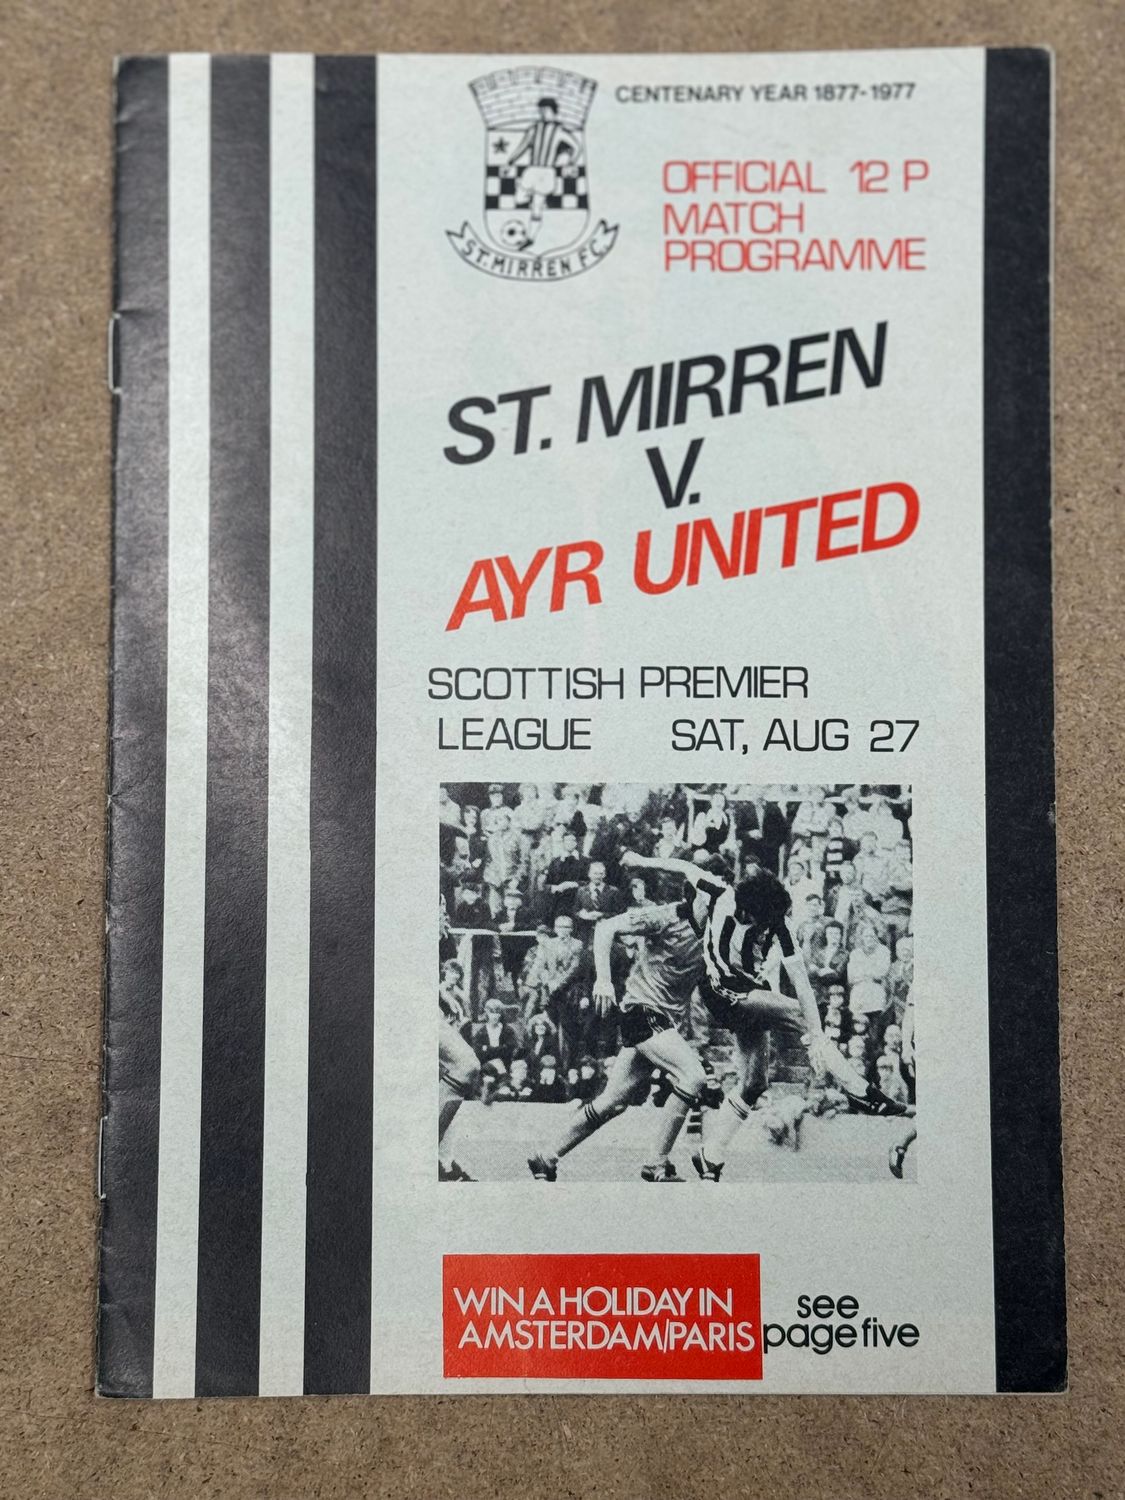 CENTENARY YEAR 1877-1977
ST. MIRREN F.C.
OFFICIAL 12 P
MATCH
PROGRAMME
ST. MIRREN
V.
AYR UNITED
SCOTTISH PREMIER
LEAGUE SAT, AUG 27
WIN A HOLIDAY IN
AMSTERDAM/PARIS
see
page five